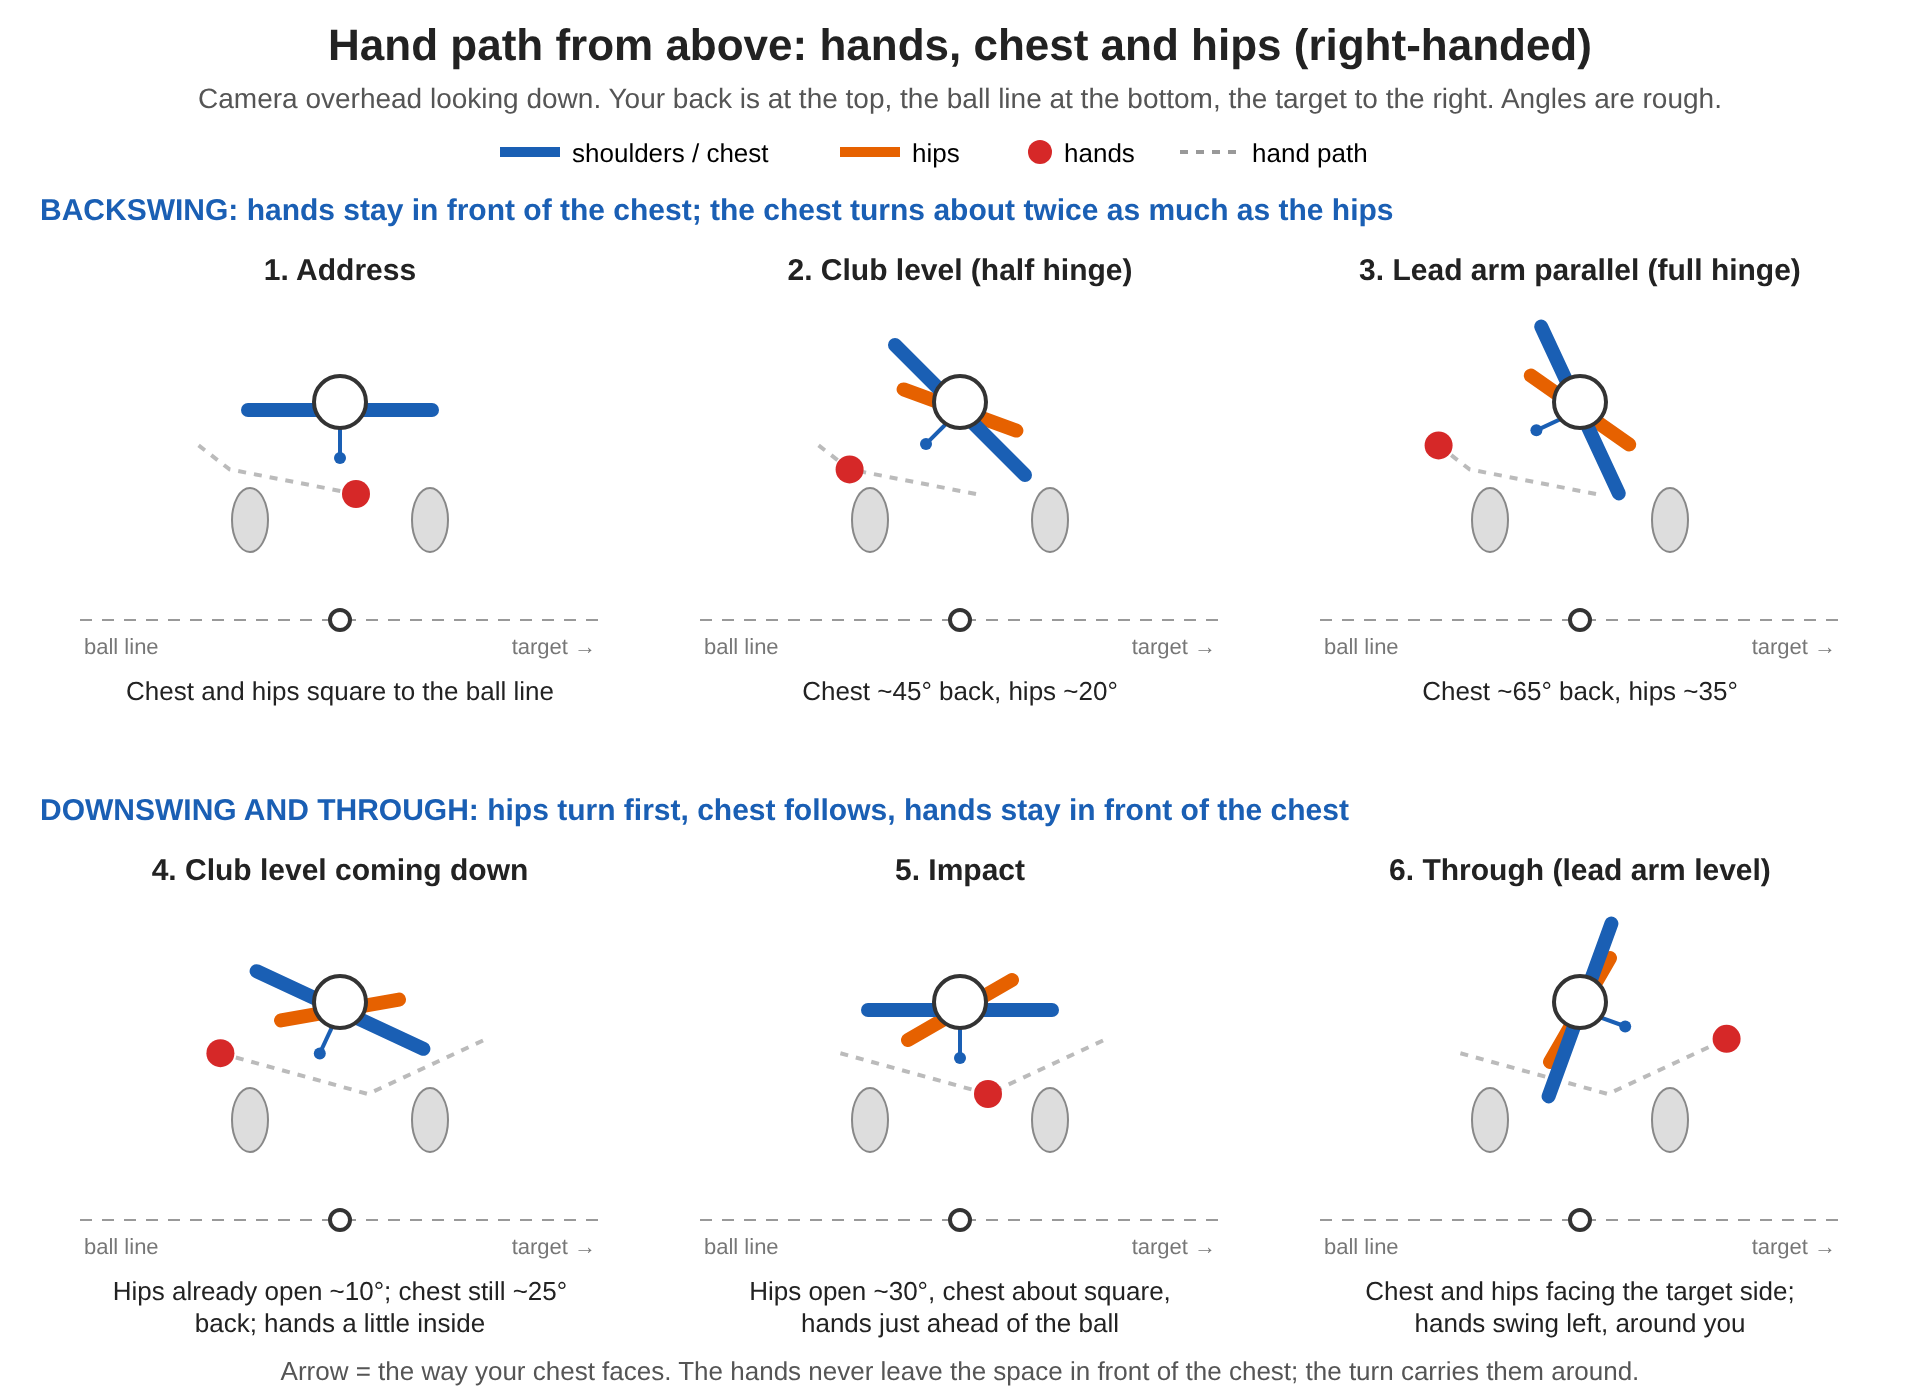 Hand path from above: hands, chest and hips (right-handed)
Camera overhead looking down. Your back is at the top, the ball line at the bottom, the target to the right. Angles are rough.
shoulders / chest
hips
hands
hand path
BACKSWING: hands stay in front of the chest; the chest turns about twice as much as the hips
1. Address
2. Club level (half hinge)
3. Lead arm parallel (full hinge)
ball line
target →
ball line
target →
ball line
target →
Chest and hips square to the ball line
Chest ~45° back, hips ~20°
Chest ~65° back, hips ~35°
DOWNSWING AND THROUGH: hips turn first, chest follows, hands stay in front of the chest
4. Club level coming down
5. Impact
6. Through (lead arm level)
ball line
target →
ball line
target →
ball line
target →
Hips already open ~10°; chest still ~25°
back; hands a little inside
Hips open ~30°, chest about square,
hands just ahead of the ball
Chest and hips facing the target side;
hands swing left, around you
Arrow = the way your chest faces. The hands never leave the space in front of the chest; the turn carries them around.